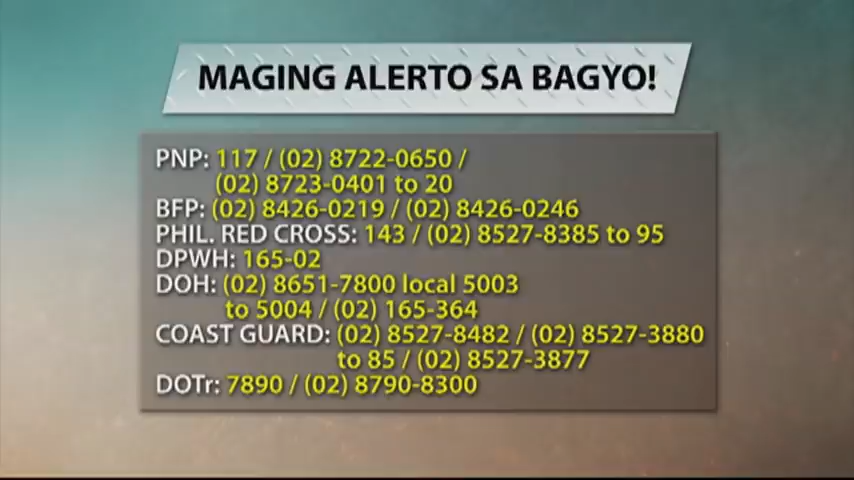 MAGING ALERTO SA BAGYO!
PNP: 117 / (02) 8722-0650 /
(02) 8723-0401 to 20
BFP: (02) 8426-0219 / (02) 8426-0246
PHIL. RED CROSS: 143 / (02) 8527-8385 to 95
DPWH: 165-02
DOH: (02) 8651-7800 local 5003
to 5004 / (02) 165-364
COAST GUARD: (02) 8527-8482 / (02) 8527-3880
to 85 / (02) 8527-3877
DOTr: 7890 / (02) 8790-8300